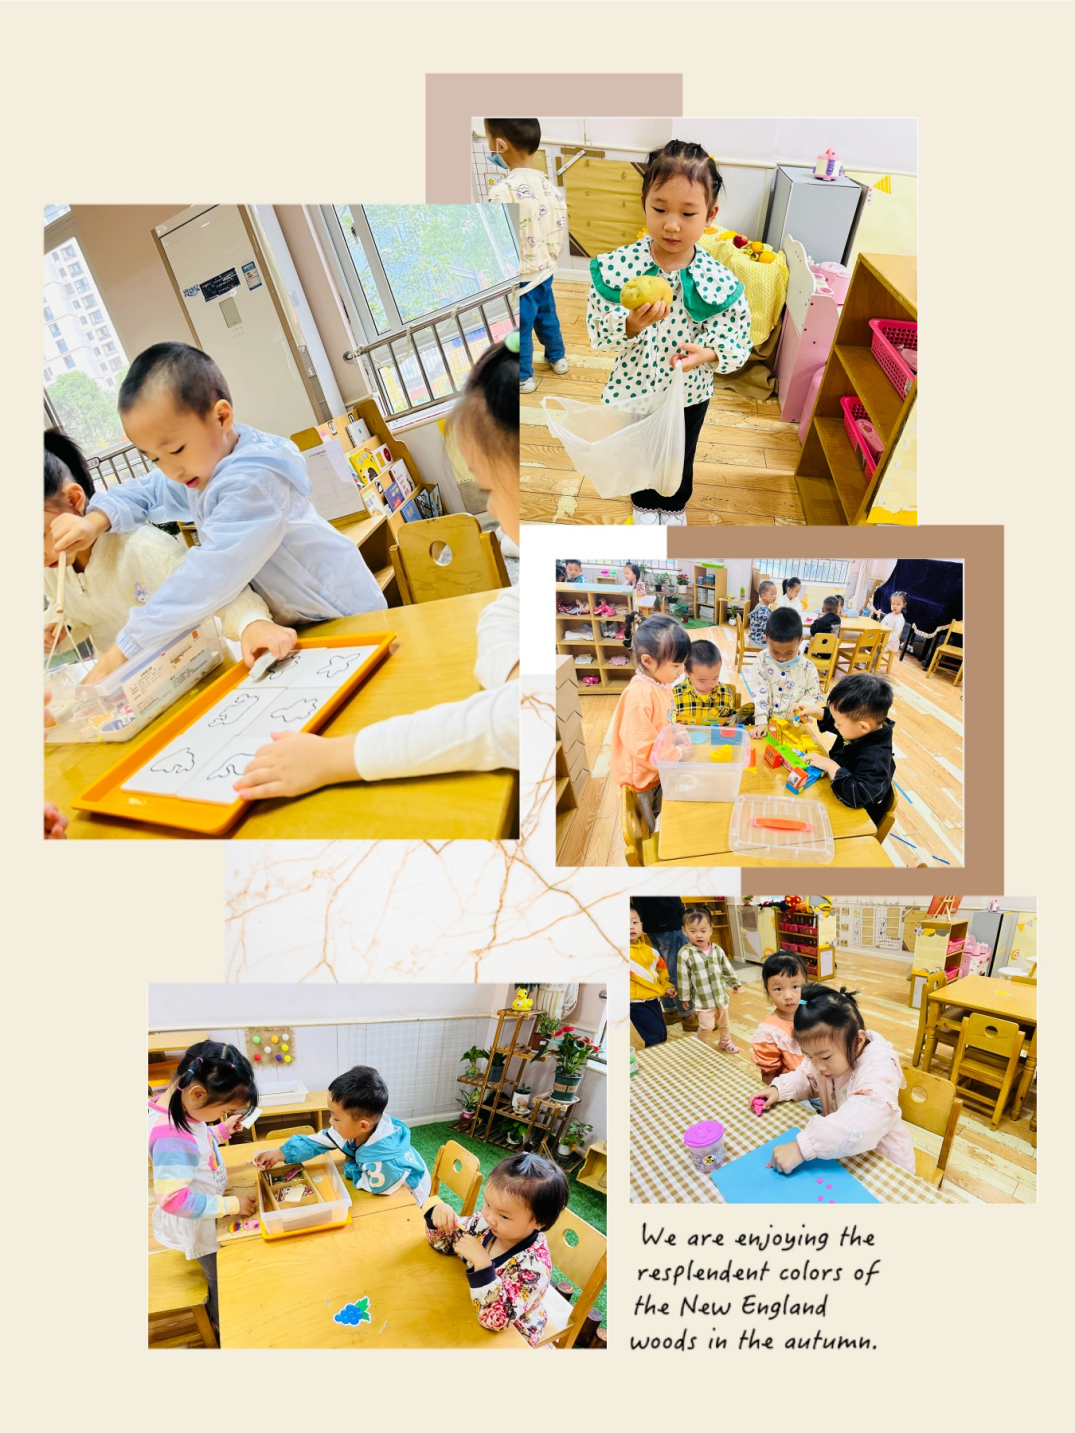 We are enjoying the
resplendent colors of
the New England
woods in the autumn.